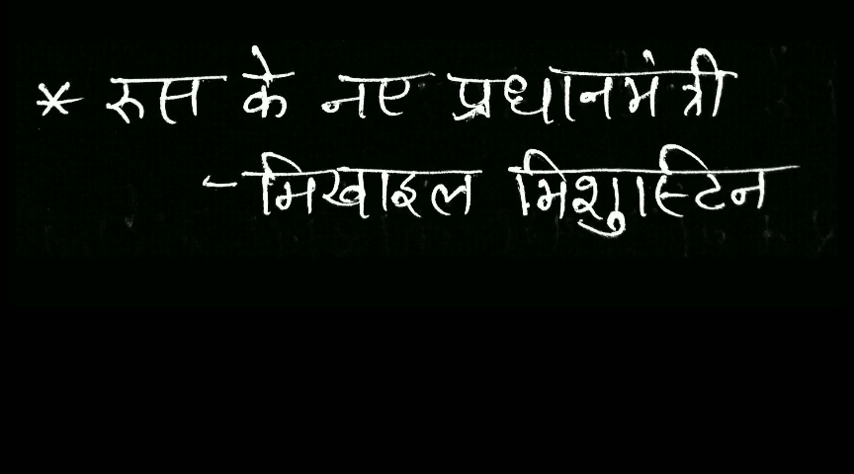 * रूस के नए प्रधानमंत्री
- मिखाइल मिशुास्टिन